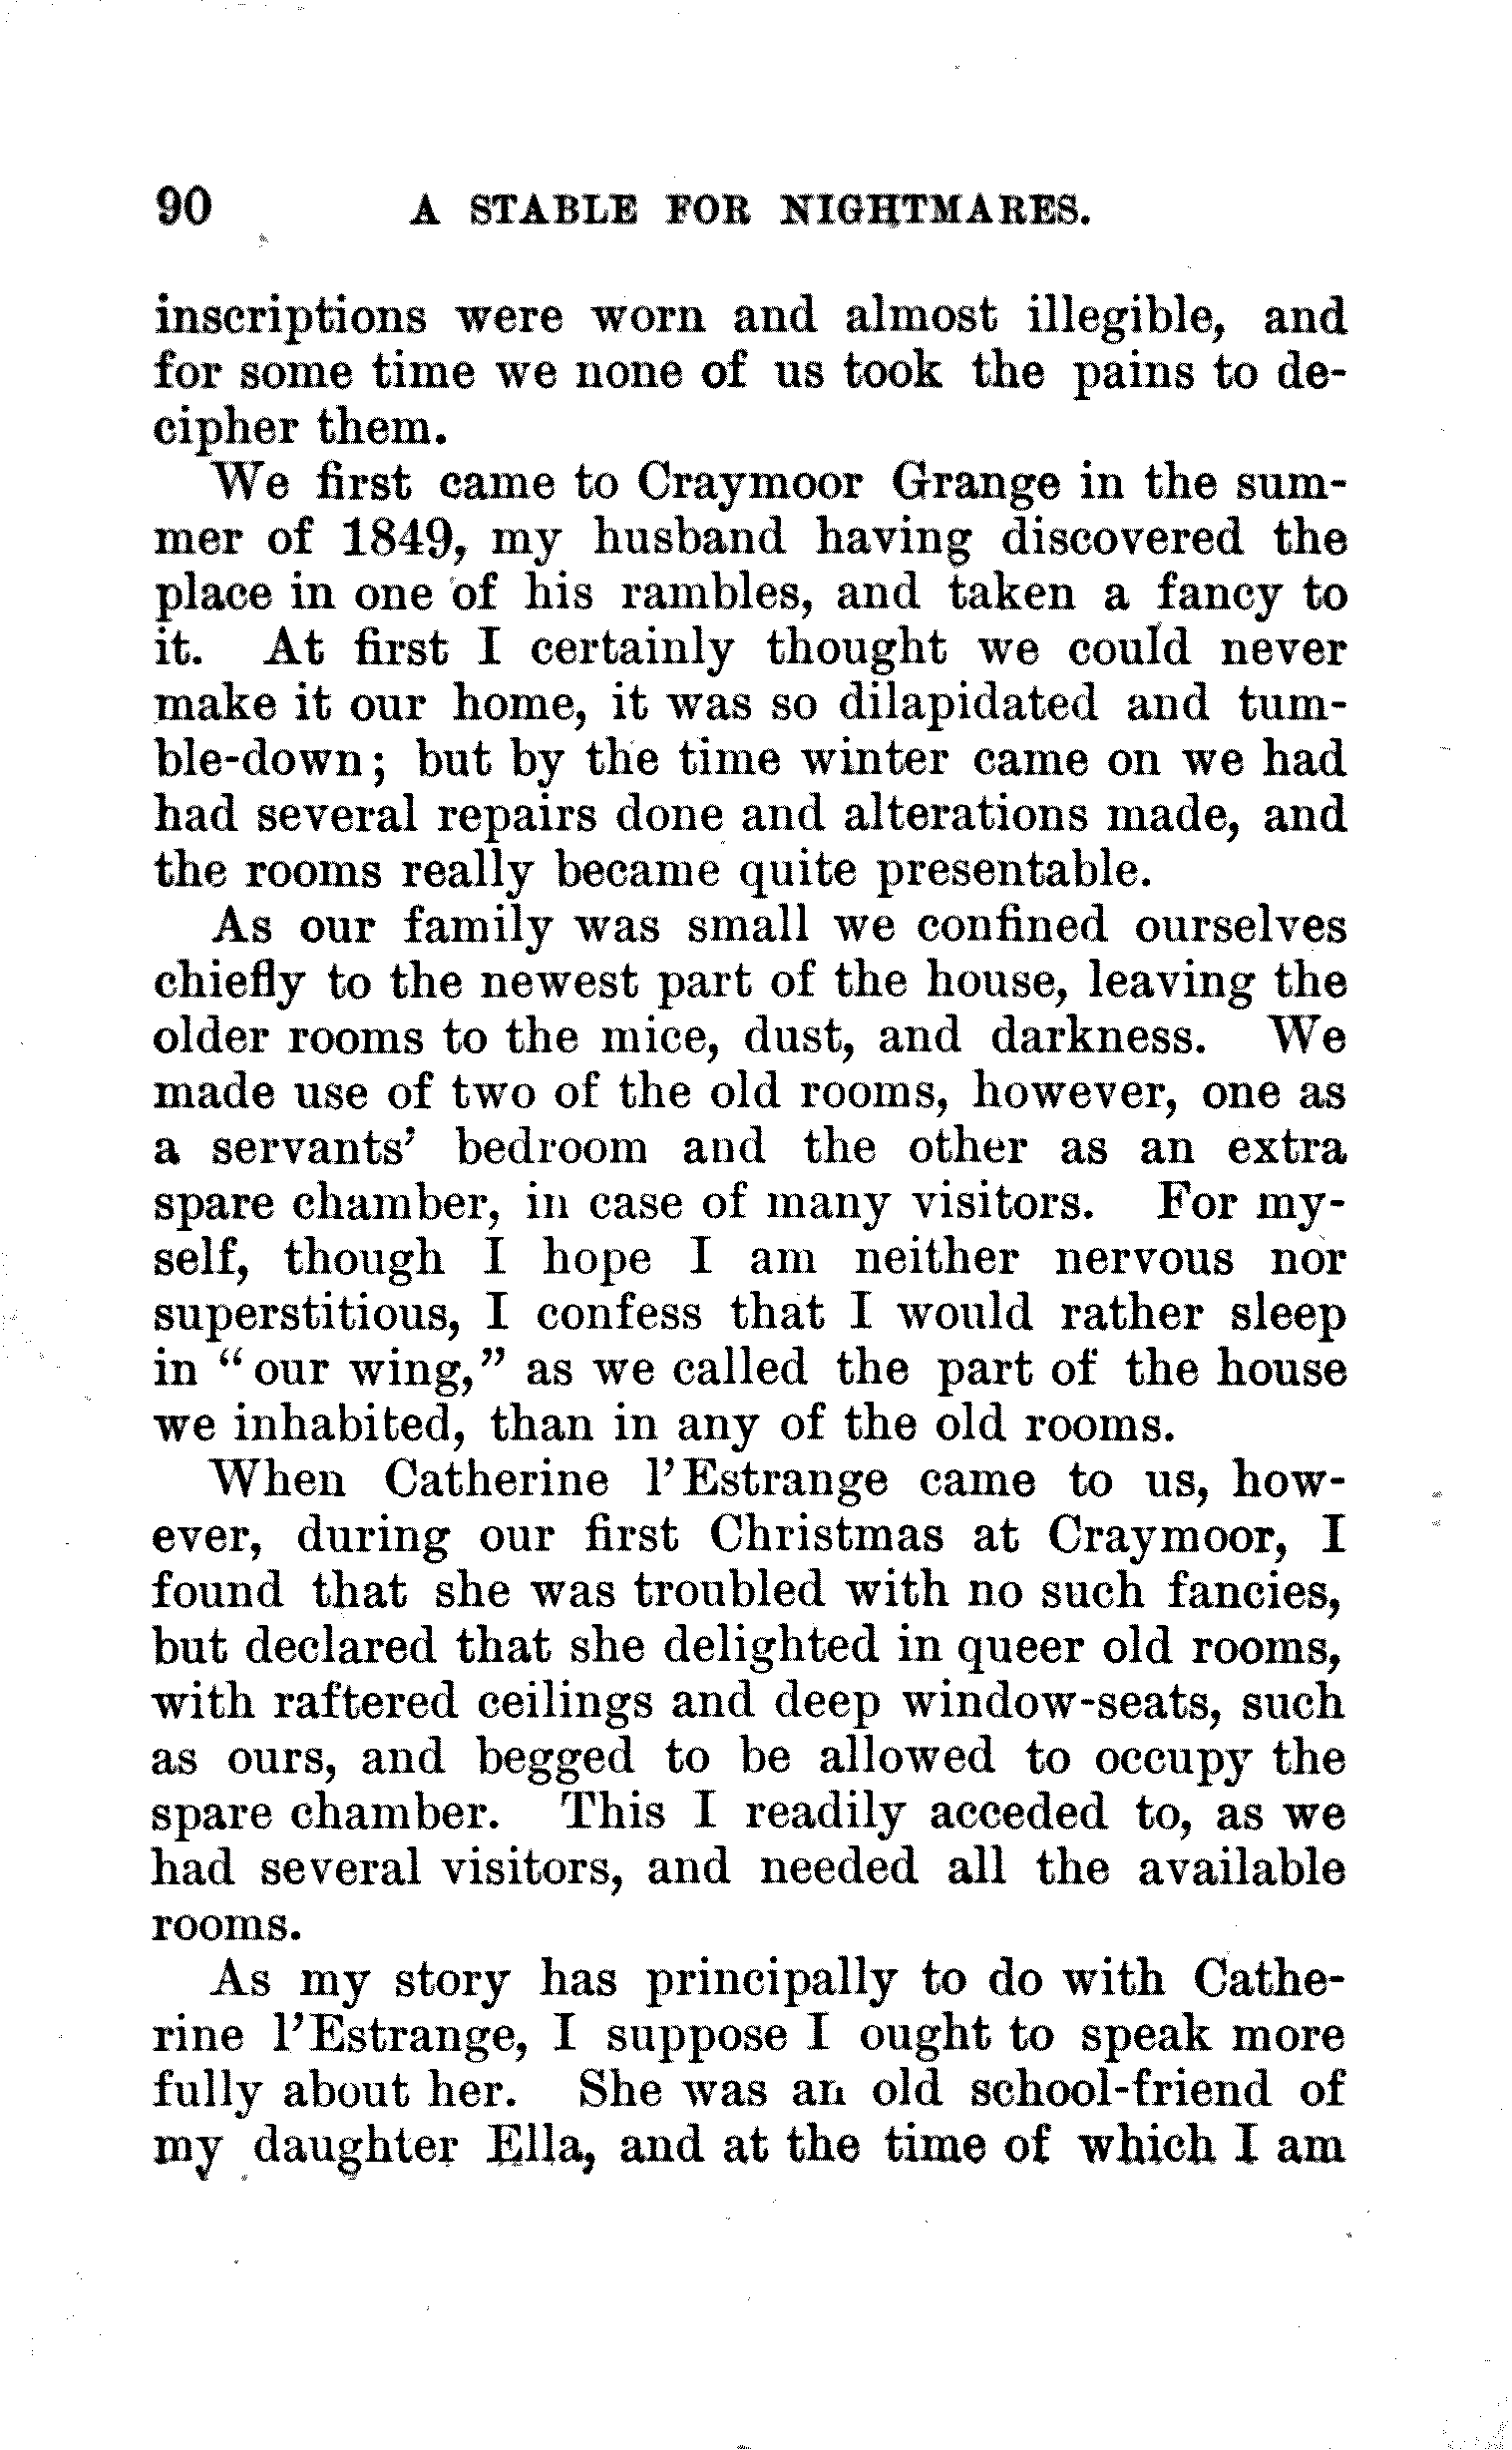 90 A STABLE FOR NIGHTMARES.
inscriptions were worn and almost illegible, and
for some time we none of us took the pains to de-
cipher them.
We first came to Craymoor Grange in the sum-
mer of 1849, my husband having discovered the
place in one of his rambles, and taken a fancy to
it. At first I certainly thought we could never
make it our home, it was so dilapidated and tum-
ble-down; but by the time winter came on we had
had several repairs done and alterations made, and
the rooms really became quite presentable.
As our family was small we confined ourselves
chiefly to the newest part of the house, leaving the
older rooms to the mice, dust, and darkness. We
made use of two of the old rooms, however, one as
a servants' bedroom and the other as an extra
spare chamber, in case of many visitors. For my-
self, though I hope I am neither nervous nor
superstitious, I confess that I would rather sleep
in "our wing," as we called the part of the house
we inhabited, than in any of the old rooms.
When Catherine l'Estrange came to us, how-
ever, during our first Christmas at Craymoor, I
found that she was troubled with no such fancies,
but declared that she delighted in queer old rooms,
with raftered ceilings and deep window-seats, such
as ours, and begged to be allowed to occupy the
spare chamber. This I readily acceded to, as we
had several visitors, and needed all the available
rooms.
As my story has principally to do with Cathe-
rine l'Estrange, I suppose I ought to speak more
fully about her. She was an old school-friend of
my daughter Ella, and at the time of which I am